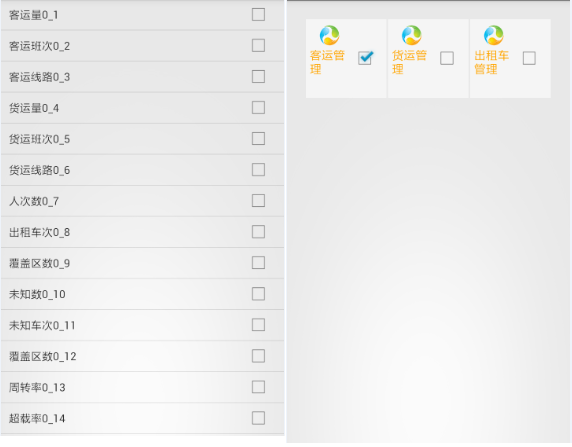 客运量0_1
客运班次0_2
客运线路0_3
货运量0_4
货运班次0_5
货运线路0_6
人次数0_7
出租车次0_8
覆盖区数0_9
未知数0_10
未知车次0_11
覆盖区数0_12
周转率0_13
超载率0_14
客运管
理
货运管
理
出租车
管理